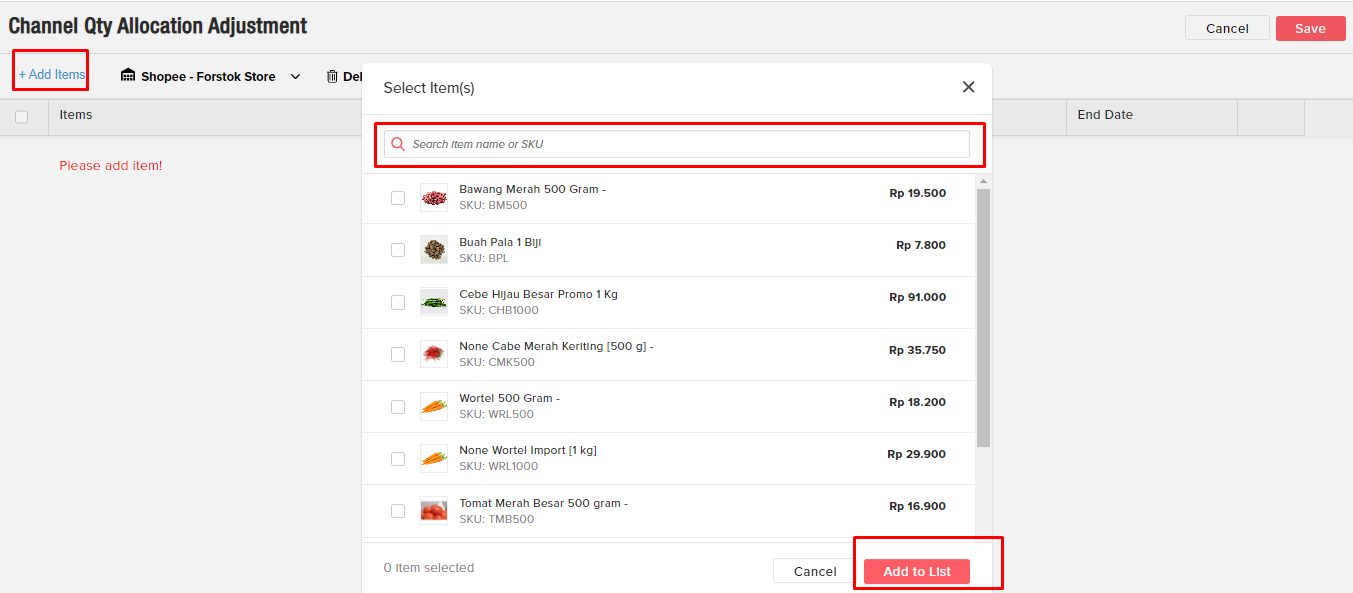 Channel Qty Allocation Adjustment
Cancel
Save
+ Add Items
Shopee - Forstok Store
Del
Items
End Date
Please add item!
Select Item(s)
Search Item name or SKU
Bawang Merah 500 Gram -
SKU: BM500
Rp 19.500
Buah Pala 1 Biji
SKU: BPL
Rp 7.800
Cebe Hijau Besar Promo 1 Kg
SKU: CHB1000
Rp 91.000
None Cabe Merah Keriting [500 g] -
SKU: CMK500
Rp 35.750
Wortel 500 Gram -
SKU: WRL500
Rp 18.200
None Wortel Import [1 kg]
SKU: WRL1000
Rp 29.900
Tomat Merah Besar 500 gram -
SKU: TMB500
Rp 16.900
0 item selected
Cancel
Add to List